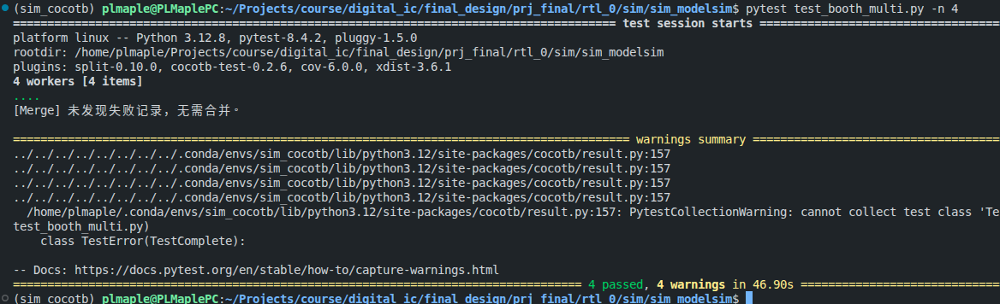 (sim_cocotb) plmaple@PLMaplePC:~/Projects/course/digital_ic/final_design/prj_final/rtl_0/sim/sim_modelsim$ pytest test_booth_multi.py -n 4
=================================================================================== test session starts ===================================
platform linux -- Python 3.12.8, pytest-8.4.2, pluggy-1.5.0
rootdir: /home/plmaple/Projects/course/digital_ic/final_design/prj_final/rtl_0/sim/sim_modelsim
plugins: split-0.10.0, cocotb-test-0.2.6, cov-6.0.0, xdist-3.6.1
4 workers [4 items]
....
[Merge] 未发现失败记录，无需合并。
===================================================================================== warnings summary ====================================
../../../../../../../../../.conda/envs/sim_cocotb/lib/python3.12/site-packages/cocotb/result.py:157
../../../../../../../../../.conda/envs/sim_cocotb/lib/python3.12/site-packages/cocotb/result.py:157
../../../../../../../../../.conda/envs/sim_cocotb/lib/python3.12/site-packages/cocotb/result.py:157
../../../../../../../../../.conda/envs/sim_cocotb/lib/python3.12/site-packages/cocotb/result.py:157
/home/plmaple/.conda/envs/sim_cocotb/lib/python3.12/site-packages/cocotb/result.py:157: PytestCollectionWarning: cannot collect test class 'Te
test_booth_multi.py)
class TestError(TestComplete):
-- Docs: https://docs.pytest.org/en/stable/how-to/capture-warnings.html
============================================================================== 4 passed, 4 warnings in 46.90s =============================
(sim_cocotb) plmaple@PLMaplePC:~/Projects/course/digital_ic/final_design/prj_final/rtl_0/sim/sim_modelsim$